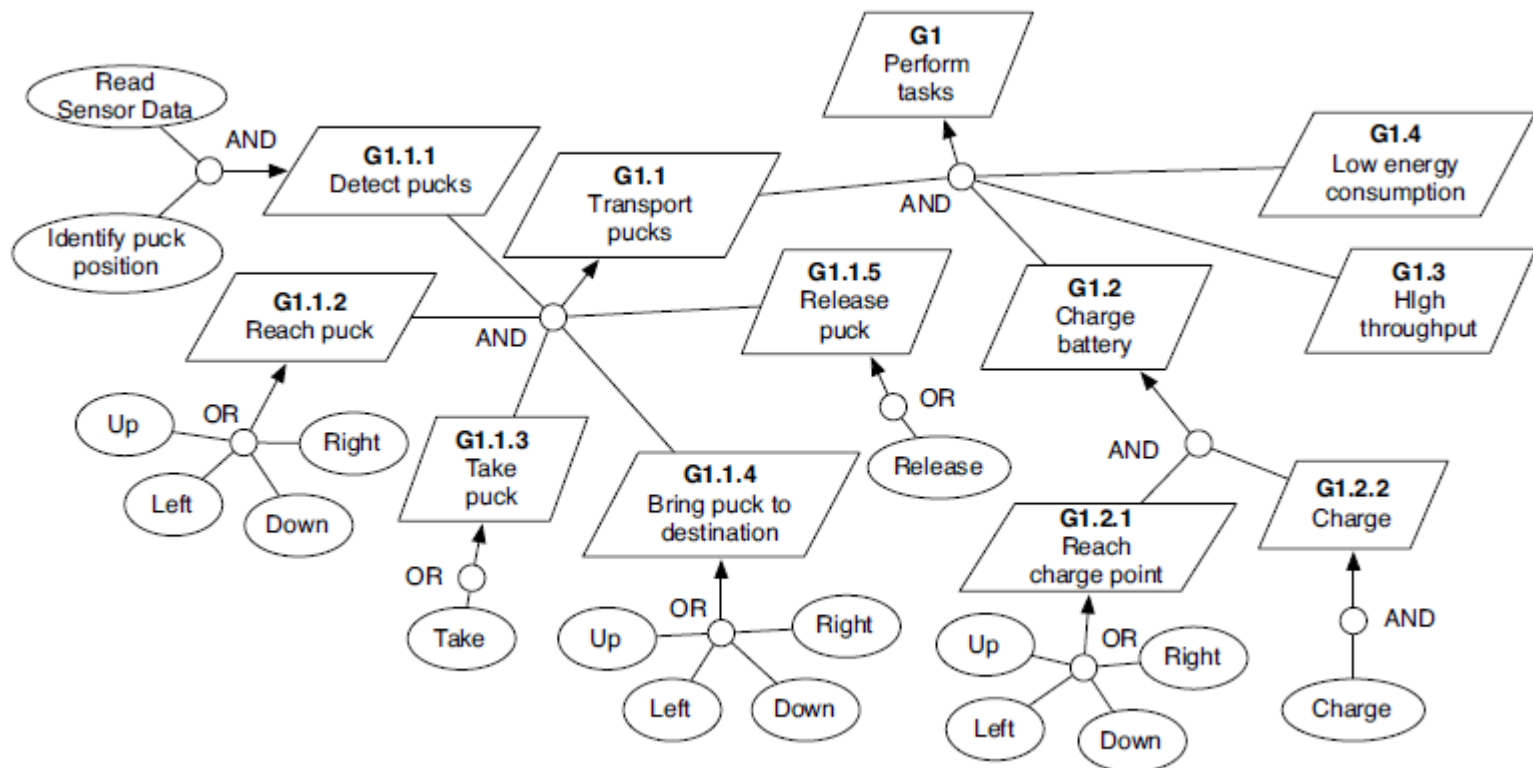 G1
Perform
tasks
Read
Sensor Data
AND
G1.1.1
Detect pucks
G1.1
Transport
pucks
AND
G1.4
Low energy
consumption
Identify puck
position
G1.1.2
Reach puck
AND
G1.1.5
Release
puck
G1.2
Charge
battery
G1.3
HIgh
throughput
OR
Up
Right
Left
Down
G1.1.3
Take
puck
OR
Take
G1.1.4
Bring puck to
destination
OR
Up
Right
Left
Down
OR
Release
AND
G1.2.1
Reach
charge point
G1.2.2
Charge
OR
Up
Right
Left
Down
AND
Charge